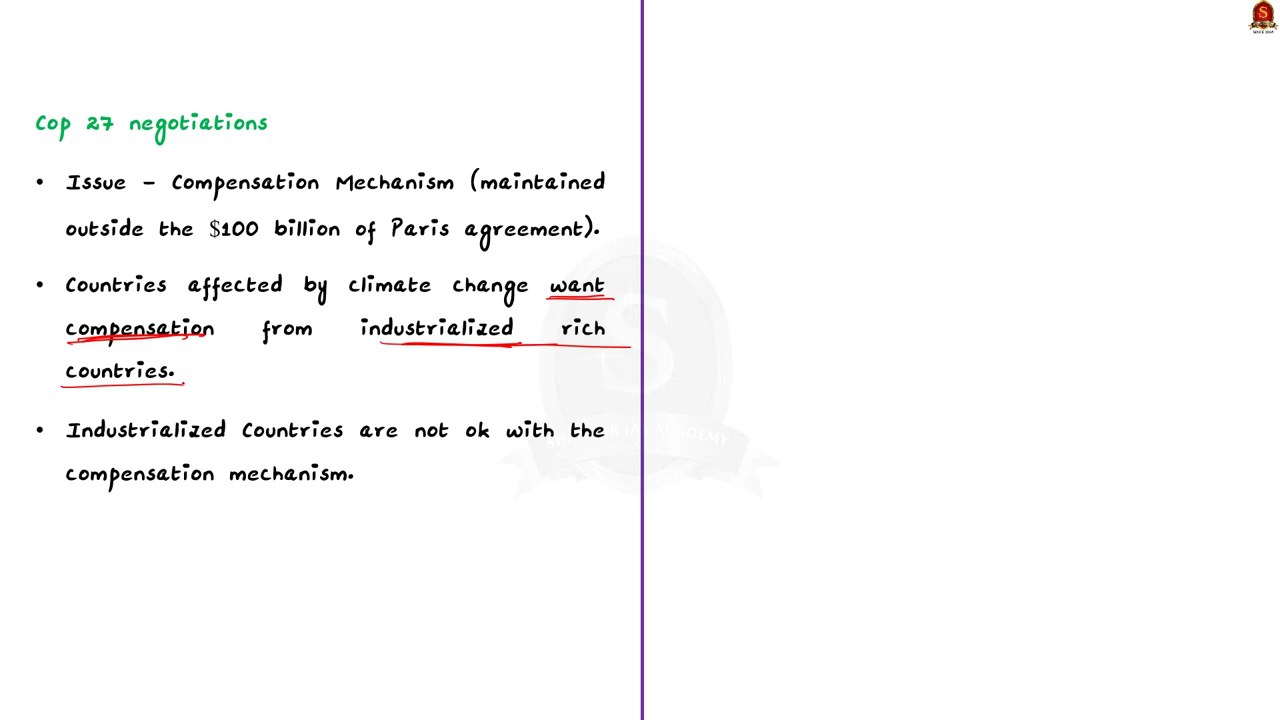 Cop 27 negotiations
• Issue – Compensation Mechanism (maintained
outside the $100 billion of Paris agreement).
• Countries affected by climate change want
compensation from industrialized rich
countries.
• Industrialized Countries are not ok with the
compensation mechanism.